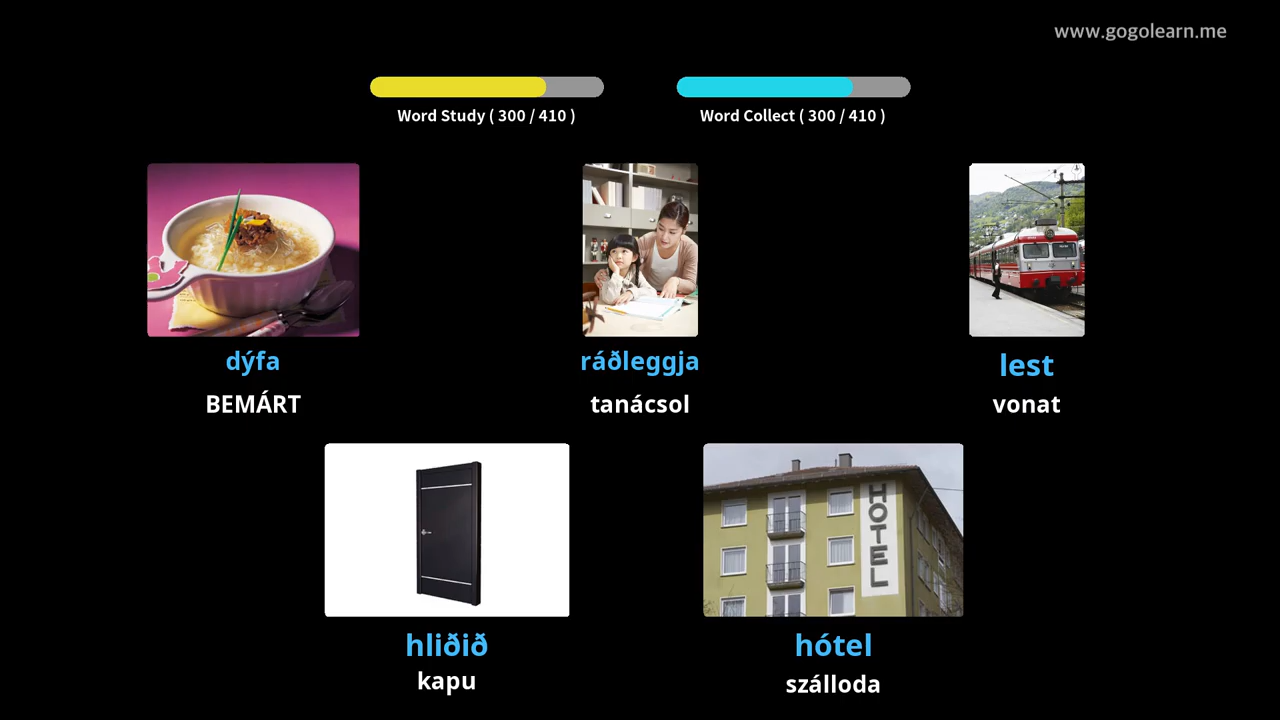 www.gogolearn.me
Word Study ( 300 / 410 )
Word Collect ( 300 / 410 )
dýfa
BEMÁRT
ráðleggja
tanácsol
lest
vonat
HOTEL
hliðið
kapu
hótel
szálloda